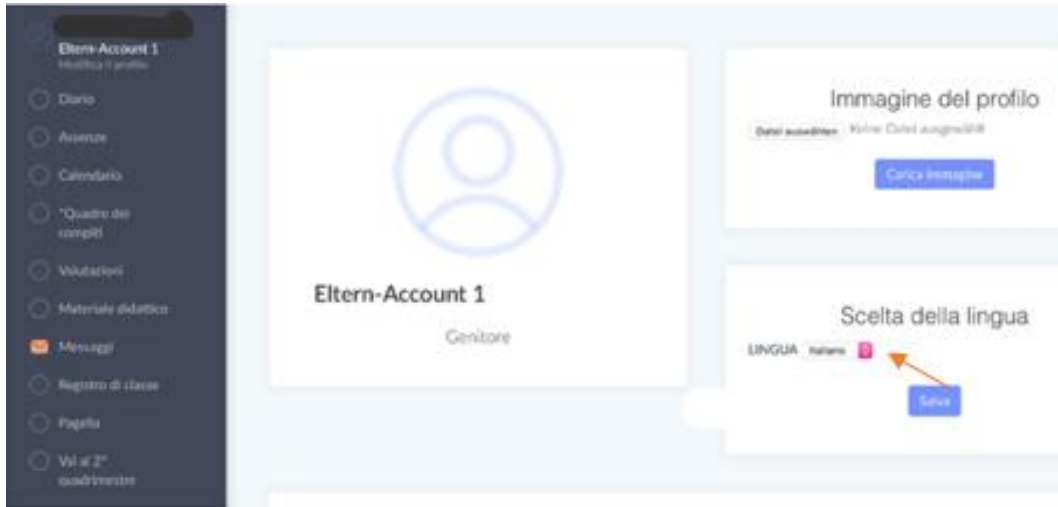 Eltern-Account 1
Modifica il profilo
Diario
Assenze
Calendario
*Quadro dei
compiti
Valutazioni
Materiale didattico
Messaggi
Registro di classe
Pagella
Val al 2°
quadrimestre
Eltern-Account 1
Genitore
Immagine del profilo
Datei auswählen Keine Datei ausgewählt
Carica immagine
Scelta della lingua
LINGUA Italiano
Salva